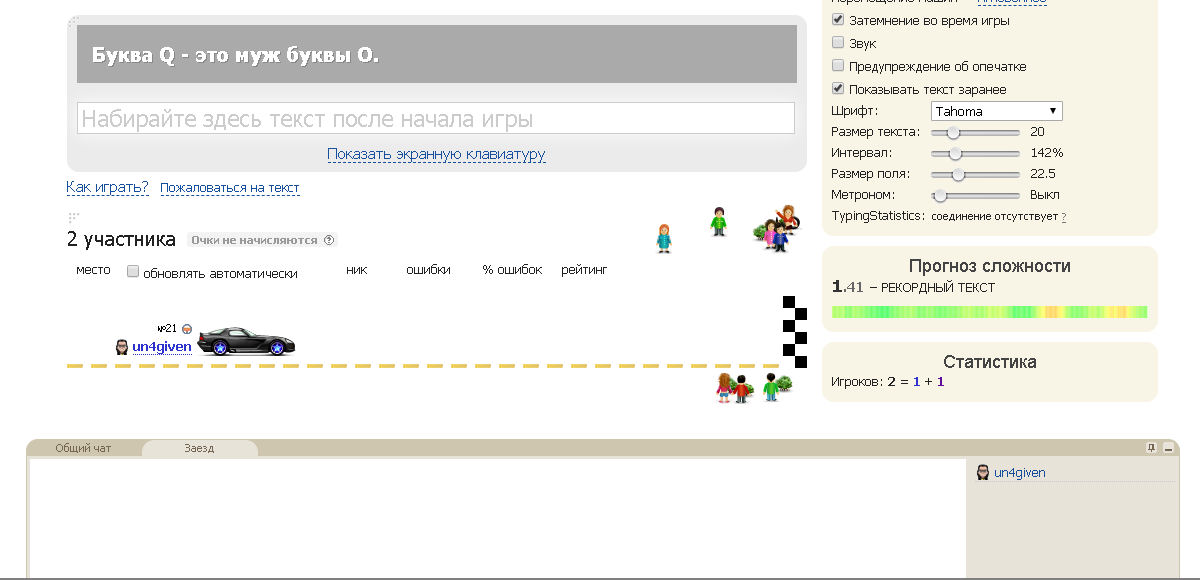 Затемнение во время игры
Звук
Предупреждение об опечатке
Показывать текст заранее
Шрифт: Tahoma
Размер текста: 20
Интервал: 142%
Размер поля: 22.5
Метроном: Выкл
TypingStatistics: соединение отсутствует ?
Буква Q - это муж буквы О.
Набирайте здесь текст после начала игры
Показать экранную клавиатуру
Как играть? Пожаловаться на текст
2 участника Очки не начисляются ?
место обновлять автоматически ник ошибки % ошибок рейтинг
№21
un4given
Прогноз сложности
1.41 – РЕКОРДНЫЙ ТЕКСТ
Статистика
Игроков: 2 = 1 + 1
Общий чат Заезд
un4given